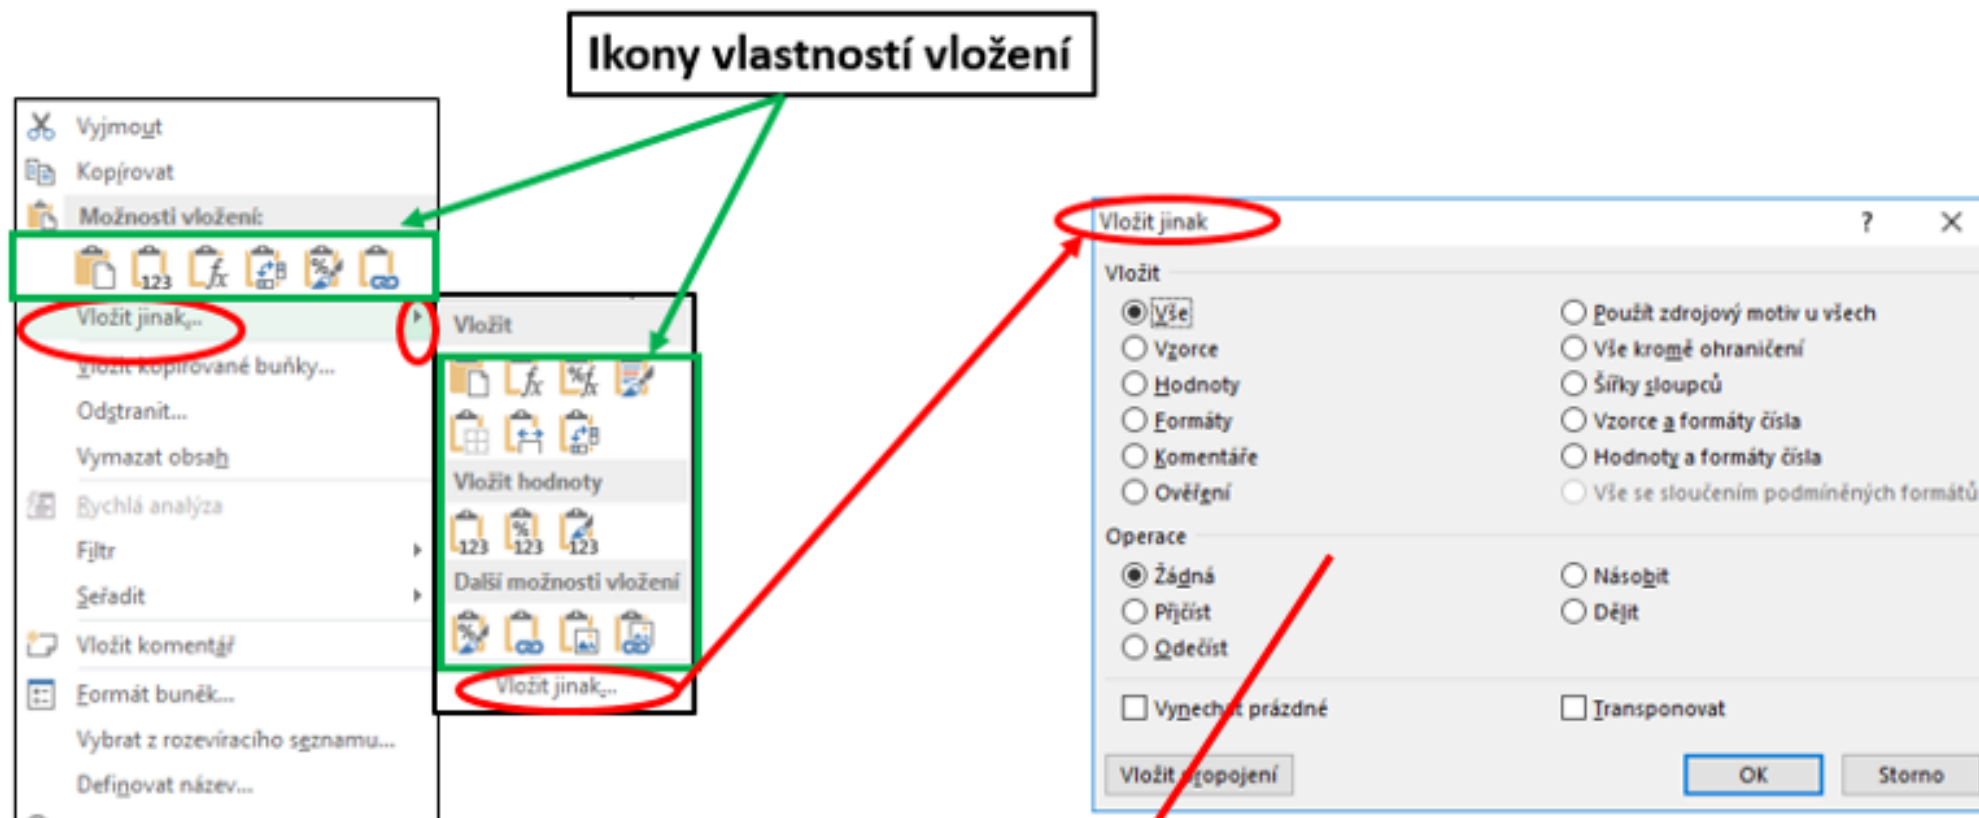 Ikony vlastností vložení
Vyjmout
Kopírovat
Možnosti vložení:
Vložit jinak...
Vložit kopírované buňky...
Odstranit...
Vymazat obsah
Rychlá analýza
Filtr
Seřadit
Vložit komentář
Formát buněk...
Vybrat z rozevíracího seznamu...
Definovat název...
Vložit
Vložit hodnoty
Další možnosti vložení
Vložit jinak...
Vložit jinak
Vložit
Vše
Vzorce
Hodnoty
Formáty
Komentáře
Ověření
Použít zdrojový motiv u všech
Vše kromě ohraničení
Šířky sloupců
Vzorce a formáty čísla
Hodnoty a formáty čísla
Vše se sloučením podmíněných formátů
Operace
Žádná
Přičíst
Odečíst
Násobit
Dělit
Vynechat prázdné
Transponovat
Vložit propojení
OK
Storno